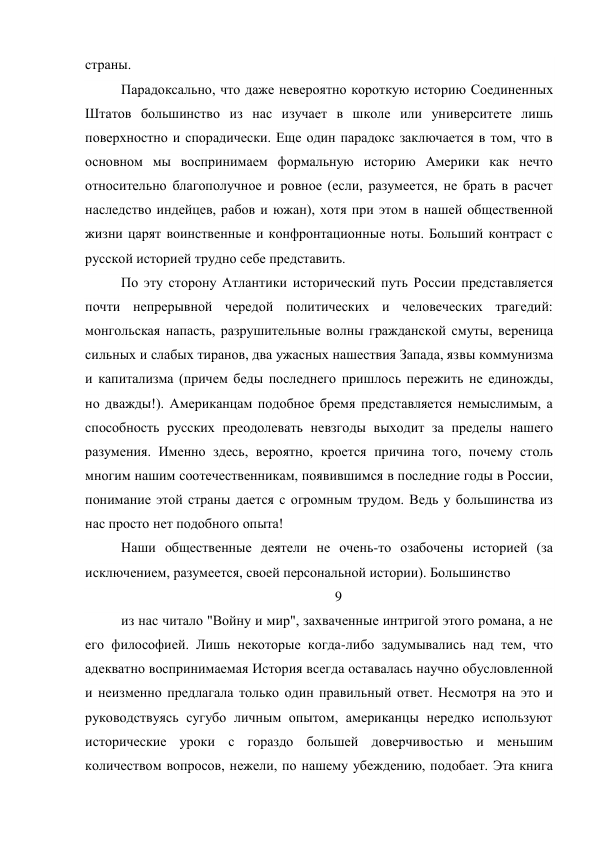 страны.
Парадоксально, что даже невероятно короткую историю Соединенных
Штатов большинство из нас изучает в школе или университете лишь
поверхностно и спорадически. Еще один парадокс заключается в том, что в
основном мы воспринимаем формальную историю Америки как нечто
относительно благополучное и ровное (если, разумеется, не брать в расчет
наследство индейцев, рабов и южан), хотя при этом в нашей общественной
жизни царят воинственные и конфронтационные ноты. Больший контраст с
русской историей трудно себе представить.
По эту сторону Атлантики исторический путь России представляется
почти непрерывной чередой политических и человеческих трагедий:
монгольская напасть, разрушительные волны гражданской смуты, вереница
сильных и слабых тиранов, два ужасных нашествия Запада, язвы коммунизма
и капитализма (причем беды последнего пришлось пережить не единожды,
но дважды!). Американцам подобное бремя представляется немыслимым, а
способность русских преодолевать невзгоды выходит за пределы нашего
разумения. Именно здесь, вероятно, кроется причина того, почему столь
многим нашим соотечественникам, появившимся в последние годы в России,
понимание этой страны дается с огромным трудом. Ведь у большинства из
нас просто нет подобного опыта!
Наши общественные деятели не очень-то озабочены историей (за
исключением, разумеется, своей персональной истории). Большинство
9
из нас читало "Войну и мир", захваченные интригой этого романа, а не
его философией. Лишь некоторые когда-либо задумывались над тем, что
адекватно воспринимаемая История всегда оставалась научно обусловленной
и неизменно предлагала только один правильный ответ. Несмотря на это и
руководствуясь сугубо личным опытом, американцы нередко используют
исторические уроки с гораздо большей доверчивостью и меньшим
количеством вопросов, нежели, по нашему убеждению, подобает. Эта книга